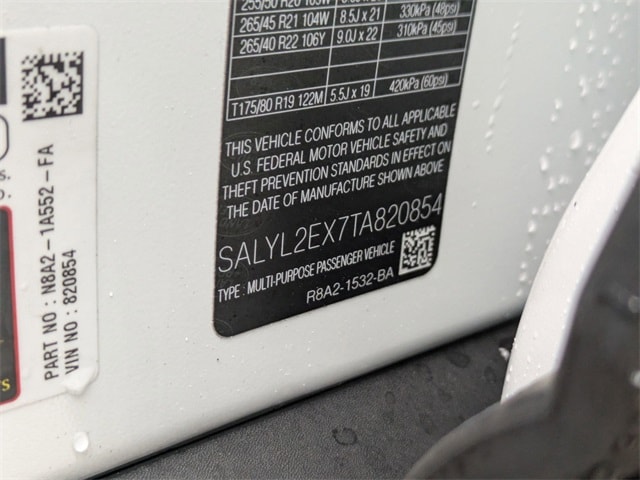 265/45 R21 104W 8.5J x 21 330kPa (48psi)
265/40 R22 106Y 9.0J x 22 310kPa (45psi)
T175/80 R19 122M 5.5J x 19 420kPa (60psi)
THIS VEHICLE CONFORMS TO ALL APPLICABLE
U.S. FEDERAL MOTOR VEHICLE SAFETY AND
THEFT PREVENTION STANDARDS IN EFFECT ON
THE DATE OF MANUFACTURE SHOWN ABOVE
SALYL2EX7TA820854
TYPE : MULTI-PURPOSE PASSENGER VEHICLE
R8A2-1532-BA
PART NO : N8A2-1A552-FA
VIN NO : 820854